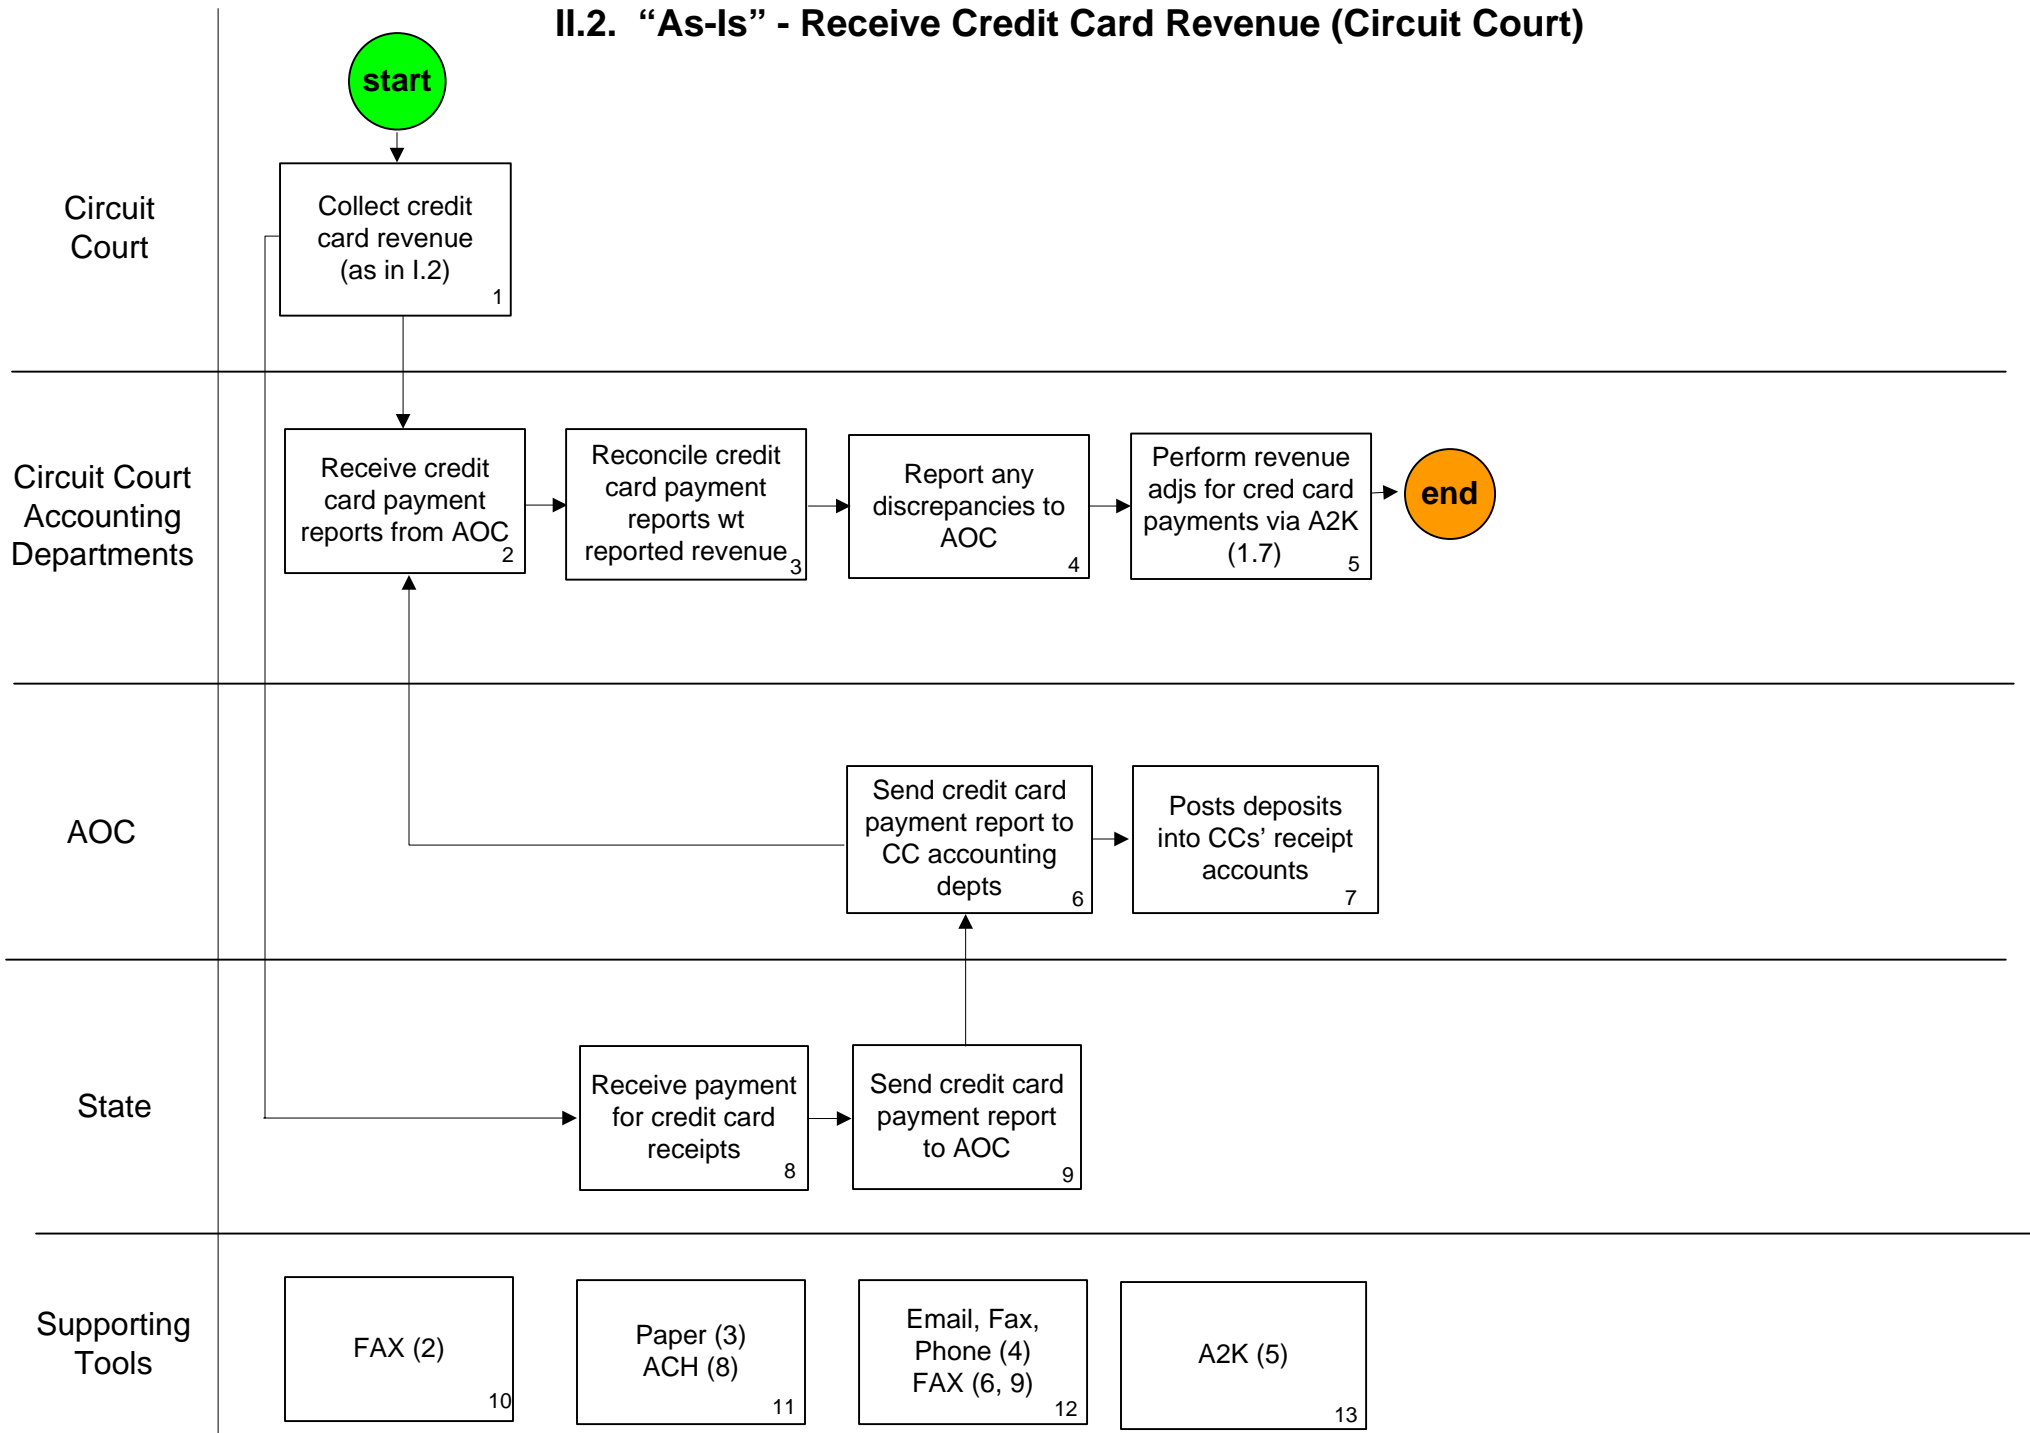 II.2. “As-Is” - Receive Credit Card Revenue (Circuit Court)
start
Circuit
Court
Collect credit
card revenue
(as in I.2)
1
Circuit Court
Accounting
Departments
Receive credit
card payment
reports from AOC
2
Reconcile credit
card payment
reports wt
reported revenue
3
Report any
discrepancies to
AOC
4
Perform revenue
adjs for cred card
payments via A2K
(1.7)
5
end
AOC
Send credit card
payment report to
CC accounting
depts
6
Posts deposits
into CCs’ receipt
accounts
7
State
Receive payment
for credit card
receipts
8
Send credit card
payment report
to AOC
9
Supporting
Tools
FAX (2)
10
Paper (3)
ACH (8)
11
Email, Fax,
Phone (4)
FAX (6, 9)
12
A2K (5)
13